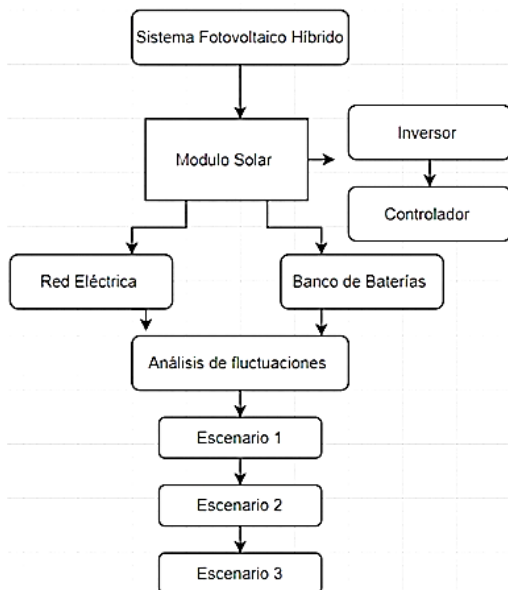 Sistema Fotovoltaico Híbrido
Modulo Solar
Inversor
Controlador
Red Eléctrica
Banco de Baterías
Análisis de fluctuaciones
Escenario 1
Escenario 2
Escenario 3